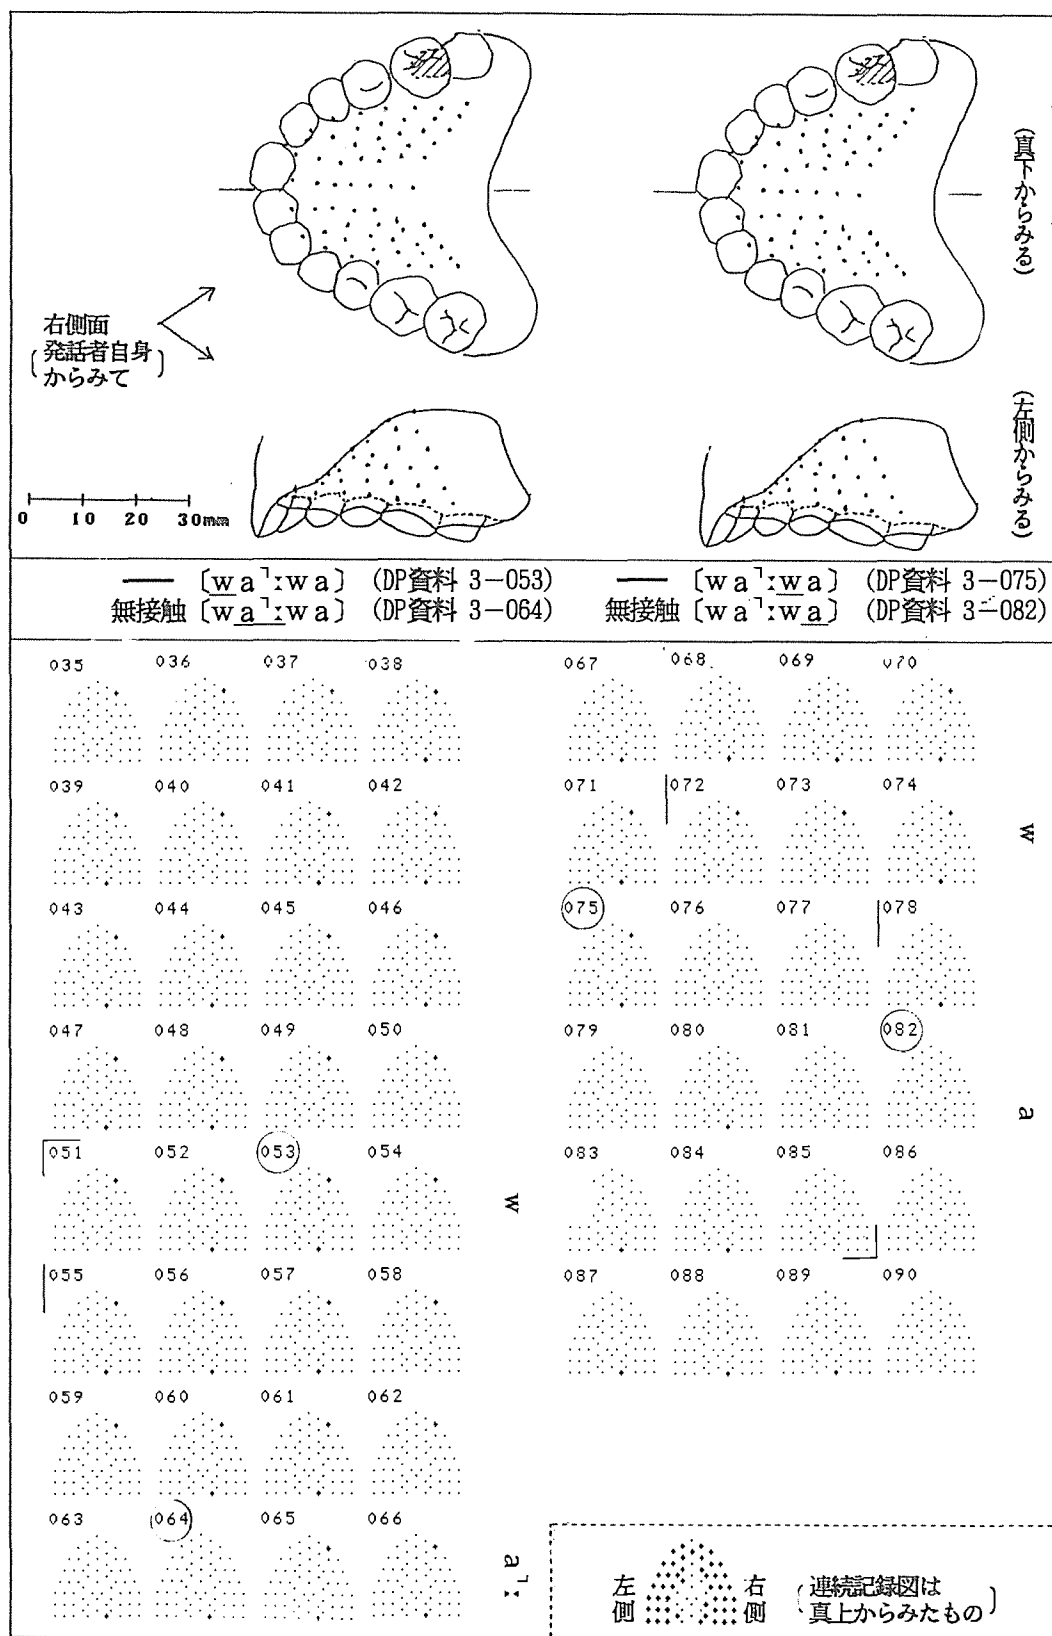 (真下からみる)
右側面
発話者自身
からみて
(左側からみる)
0 10 20 30mm
〔wa˥ːwa〕 (DP資料 3-053)
無接触〔wa˥ːwa〕 (DP資料 3-064)
〔wa˥ːwa〕 (DP資料 3-075)
無接触〔wa˥ːwa〕 (DP資料 3-082)
035 036 037 038
039 040 041 042
043 044 045 046
047 048 049 050
051 052 053 054
w
055 056 057 058
059 060 061 062
063 064 065 066
a˥ː
067 068 069 070
071 072 073 074
w
075 076 077 078
079 080 081 082
a
083 084 085 086
087 088 089 090
左側
右側
(連続記録図は
真上からみたもの)